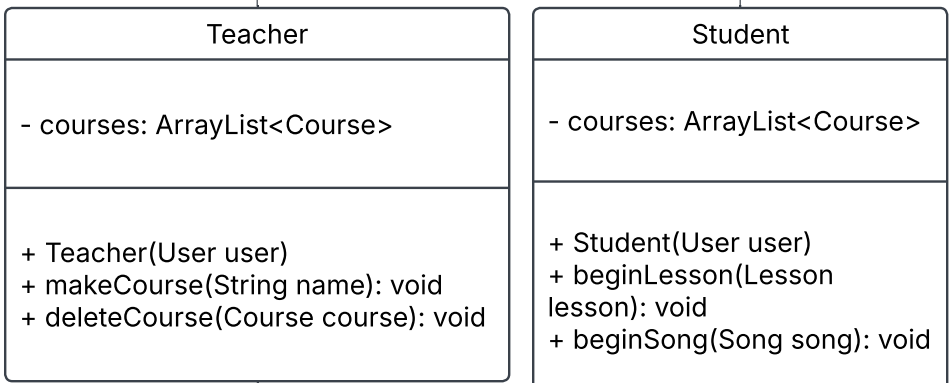 Teacher
- courses: ArrayList<Course>
+ Teacher(User user)
+ makeCourse(String name): void
+ deleteCourse(Course course): void
Student
- courses: ArrayList<Course>
+ Student(User user)
+ beginLesson(Lesson
lesson): void
+ beginSong(Song song): void